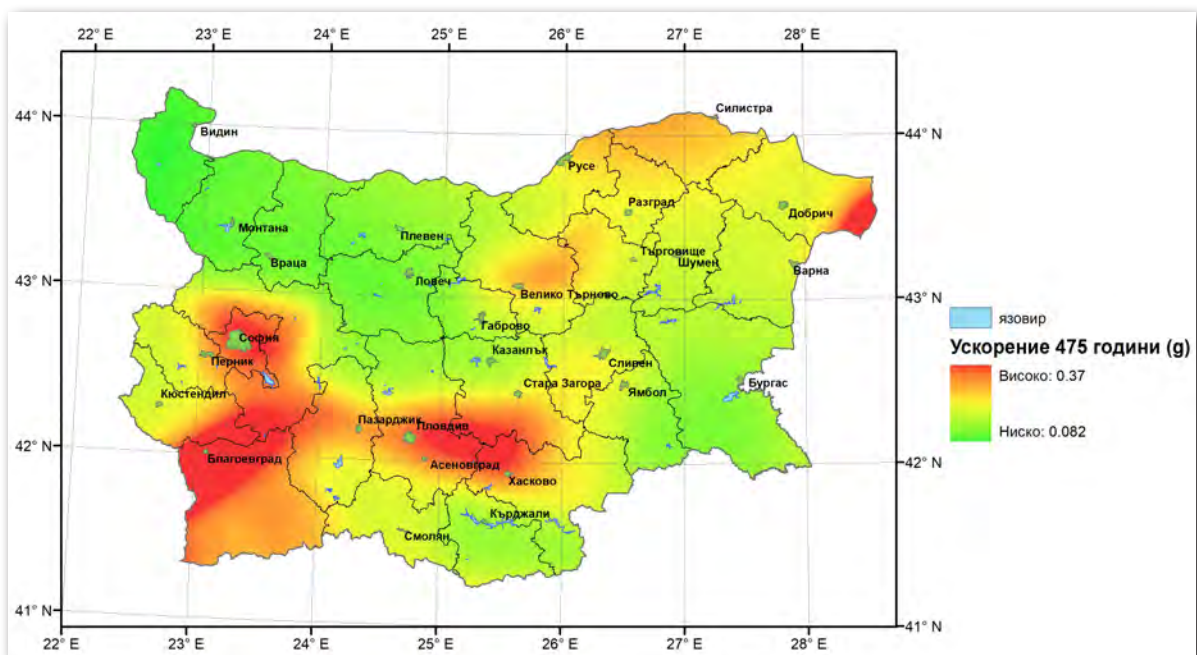 22° E 23° E 24° E 25° E 26° E 27° E 28° E
44° N
44° N
43° N
43° N
42° N
42° N
41° N
41° N
Силистра
Видин
Русе
Разград
Добрич
Монтана
Плевен
Търговище
Шумен
Враца
Варна
Ловеч
Велико Търново
Габрово
София
Казанлък
Перник
Сливен
Стара Загора
Ямбол
Бургас
Кюстендил
Пазарджик
Пловдив
Благоевград
Асеновград
Хасково
Кърджали
Смолян
язовир
Ускорение 475 години (g)
Високо: 0.37
Ниско: 0.082
22° E 23° E 24° E 25° E 26° E 27° E 28° E